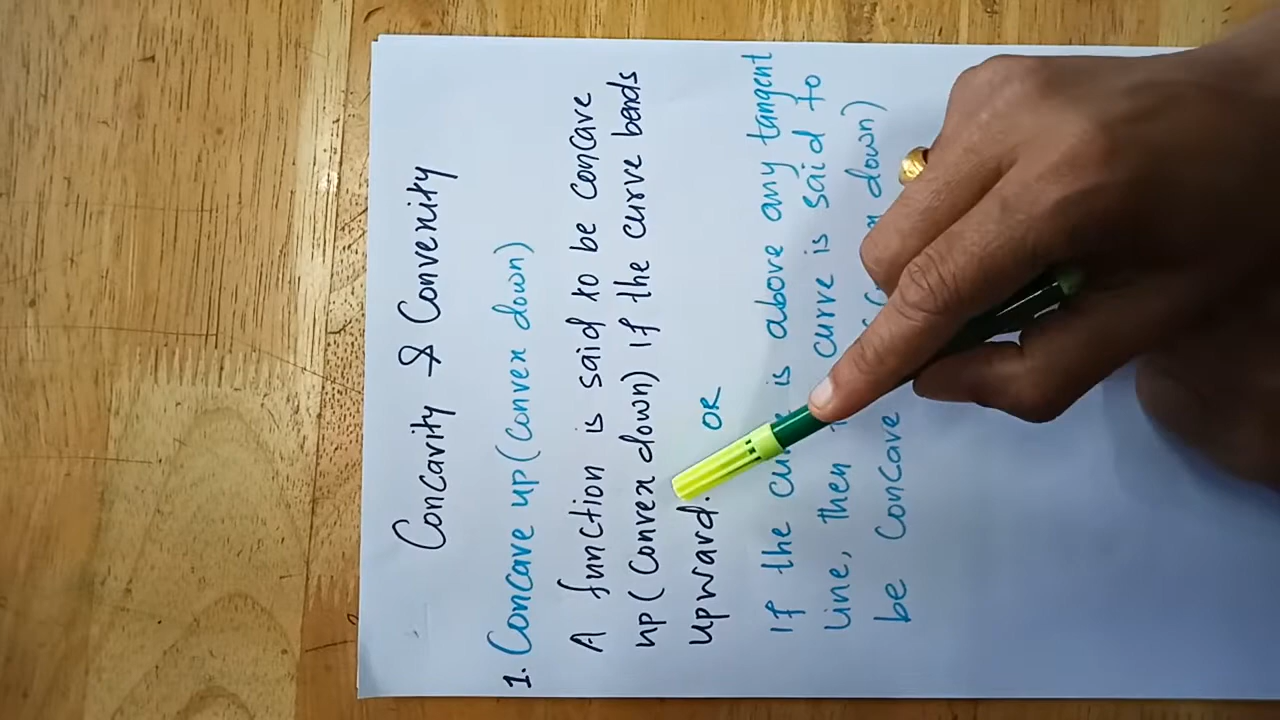 Concavity & Convexity
1. Concave up (Convex down)
A function is said to be concave
up (Convex down) if the curve bends
upward. OR
If the is above any tangent
line, then curve is said to
be Concave down)